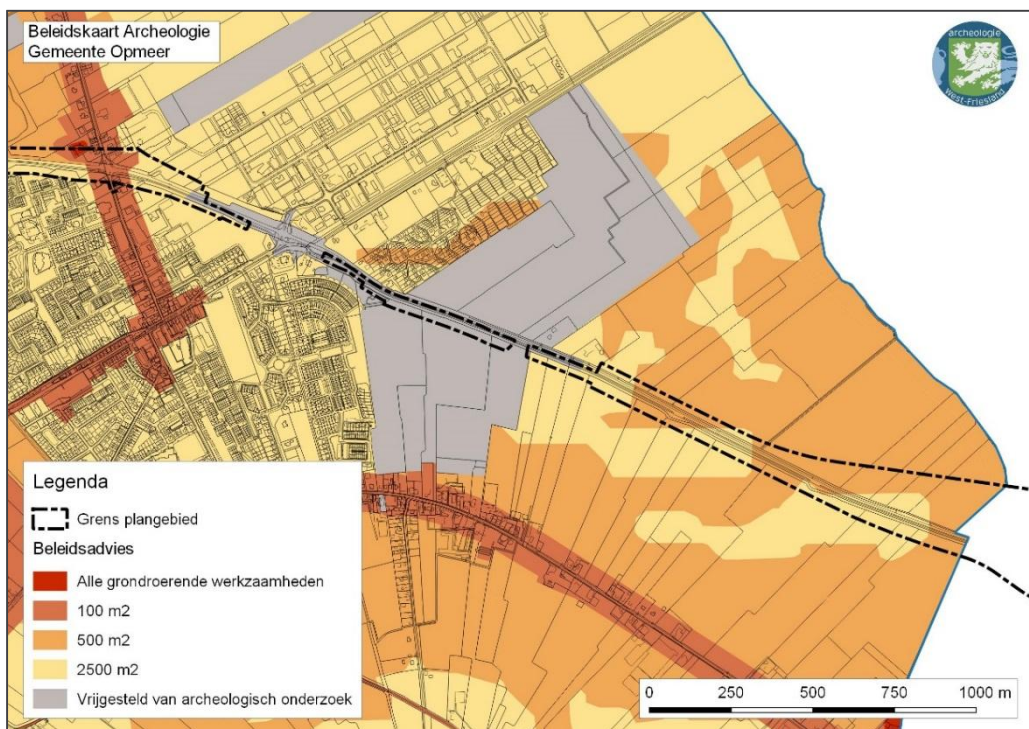 Beleidskaart Archeologie
Gemeente Opmeer
archeologie
West-Friesland
Legenda
Grens plangebied
Beleidsadvies
Alle grondroerende werkzaamheden
100 m2
500 m2
2500 m2
Vrijgesteld van archeologisch onderzoek
0 250 500 750 1000 m